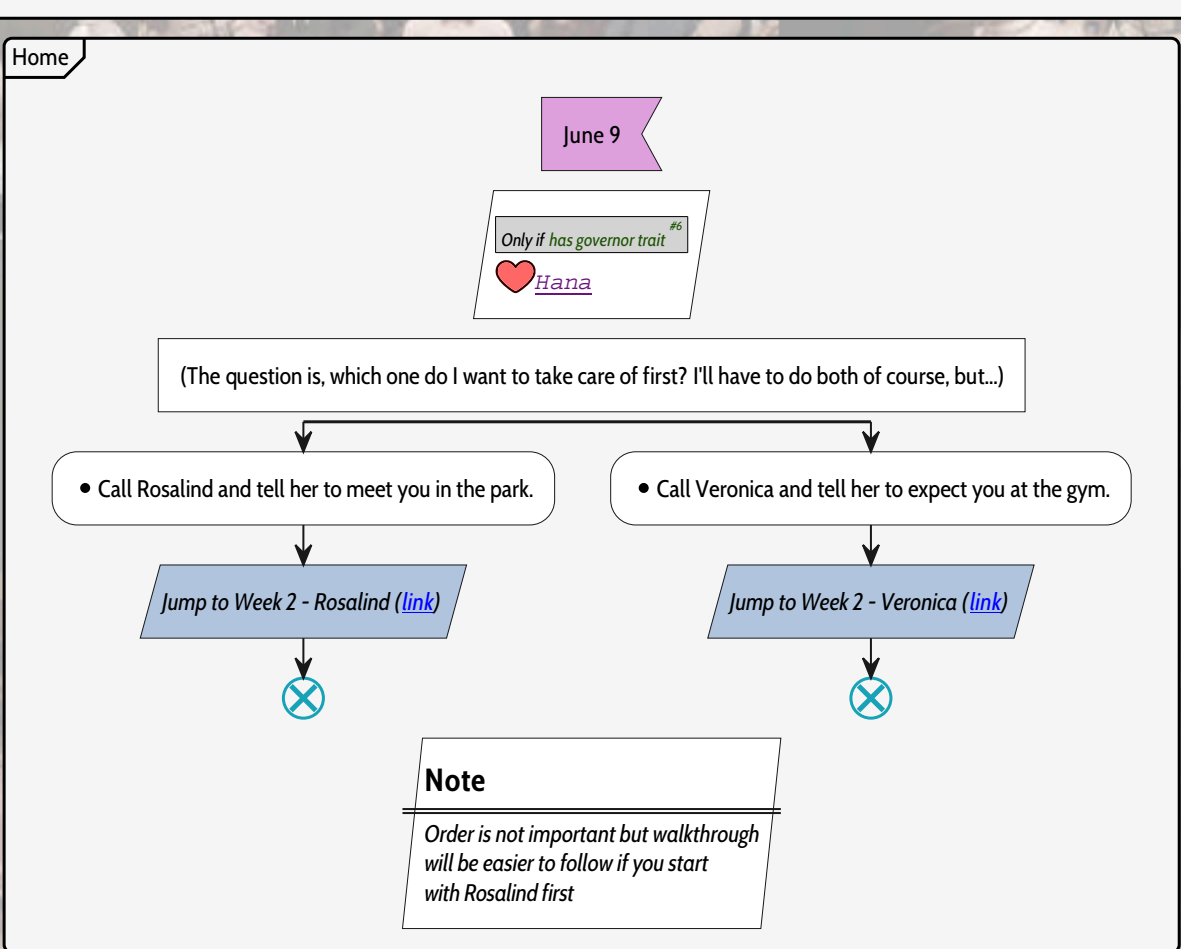 Home
June 9
#6
Only if has governor trait
Hana
(The question is, which one do I want to take care of first? I'll have to do both of course, but...)
• Call Rosalind and tell her to meet you in the park.
• Call Veronica and tell her to expect you at the gym.
Jump to Week 2 - Rosalind (link)
Jump to Week 2 - Veronica (link)
Note
Order is not important but walkthrough
will be easier to follow if you start
with Rosalind first